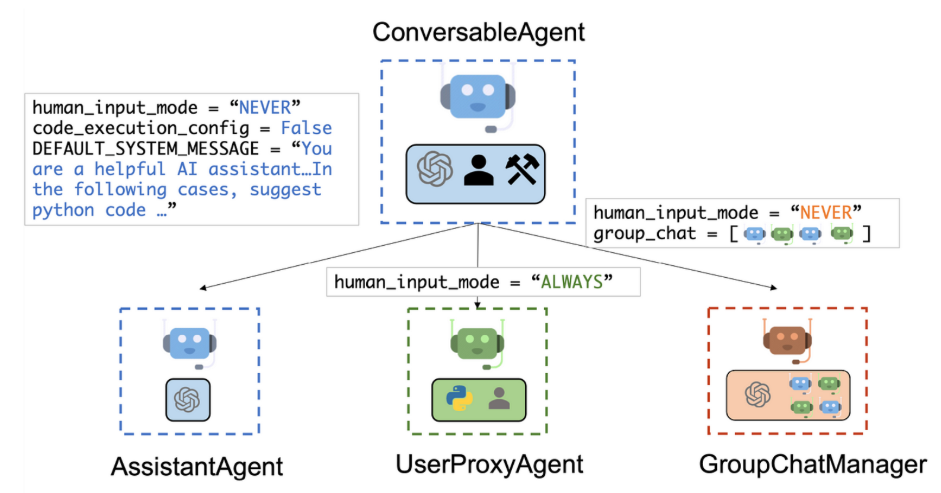 ConversableAgent
human_input_mode = “NEVER”
code_execution_config = False
DEFAULT_SYSTEM_MESSAGE = “You
are a helpful AI assistant…In
the following cases, suggest
python code …”
human_input_mode = “NEVER”
group_chat = [ ]
human_input_mode = “ALWAYS”
AssistantAgent
UserProxyAgent
GroupChatManager